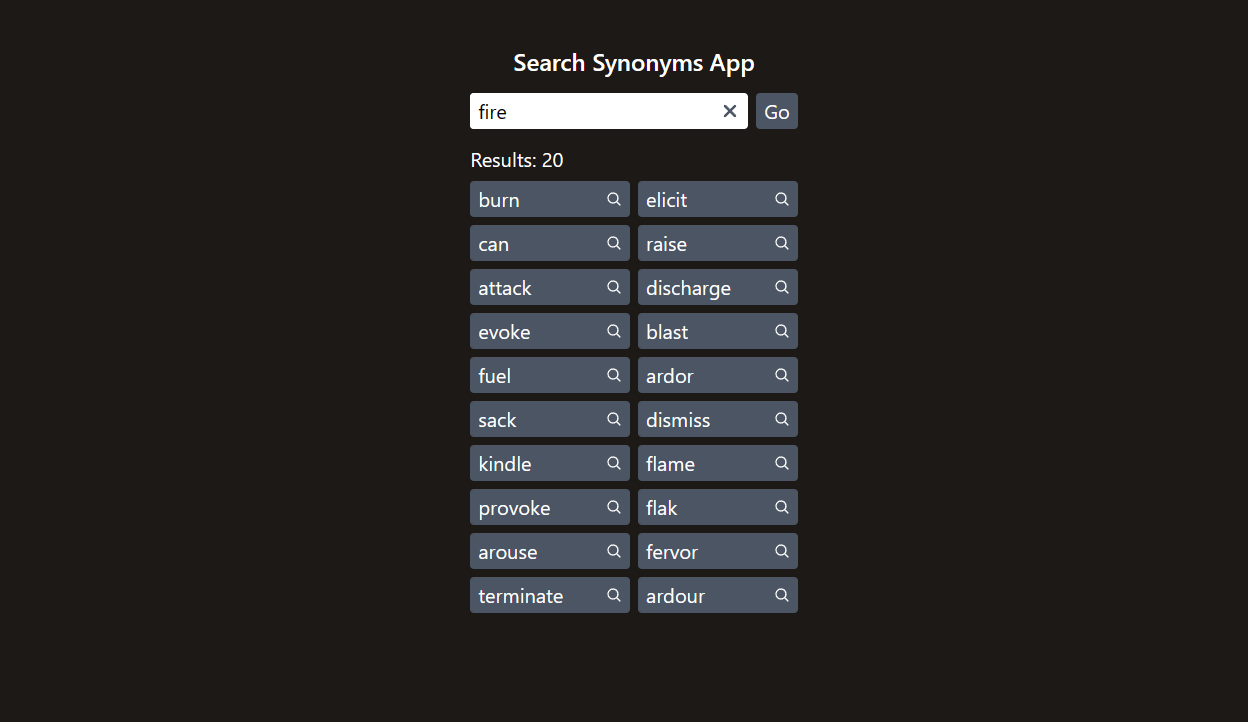 Search Synonyms App
fire
Go
Results: 20
burn
elicit
can
raise
attack
discharge
evoke
blast
fuel
ardor
sack
dismiss
kindle
flame
provoke
flak
arouse
fervor
terminate
ardour